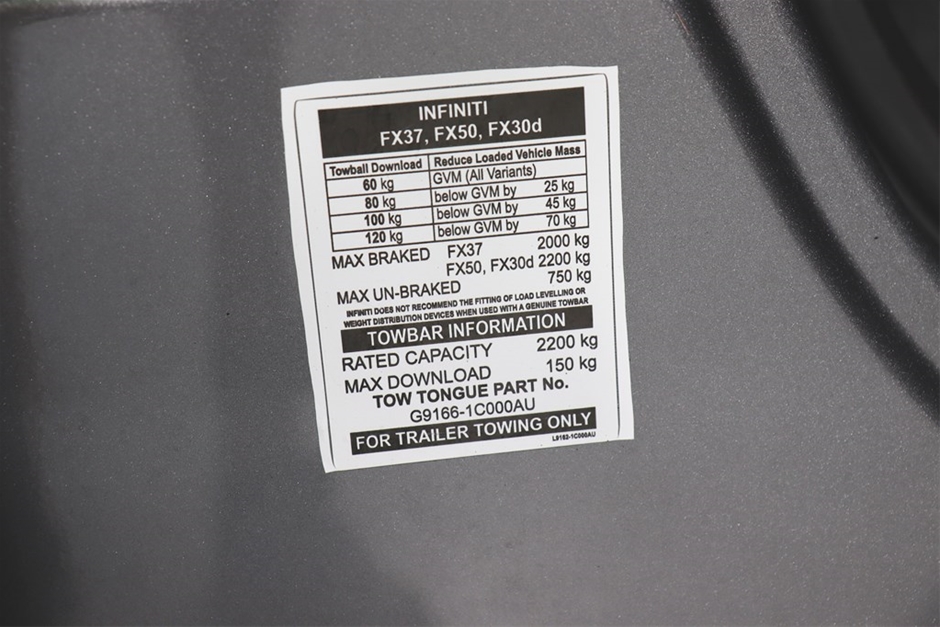 INFINITI
FX37, FX50, FX30d
Towball Download Reduce Loaded Vehicle Mass
60 kg GVM (All Variants)
80 kg below GVM by 25 kg
100 kg below GVM by 45 kg
120 kg below GVM by 70 kg
MAX BRAKED FX37 2000 kg
FX50, FX30d 2200 kg
MAX UN-BRAKED 750 kg
INFINITI DOES NOT RECOMMEND THE FITTING OF LOAD LEVELLING OR
WEIGHT DISTRIBUTION DEVICES WHEN USED WITH A GENUINE TOWBAR
TOWBAR INFORMATION
RATED CAPACITY 2200 kg
MAX DOWNLOAD 150 kg
TOW TONGUE PART No.
G9166-1C000AU
FOR TRAILER TOWING ONLY
L9182-1C000AU